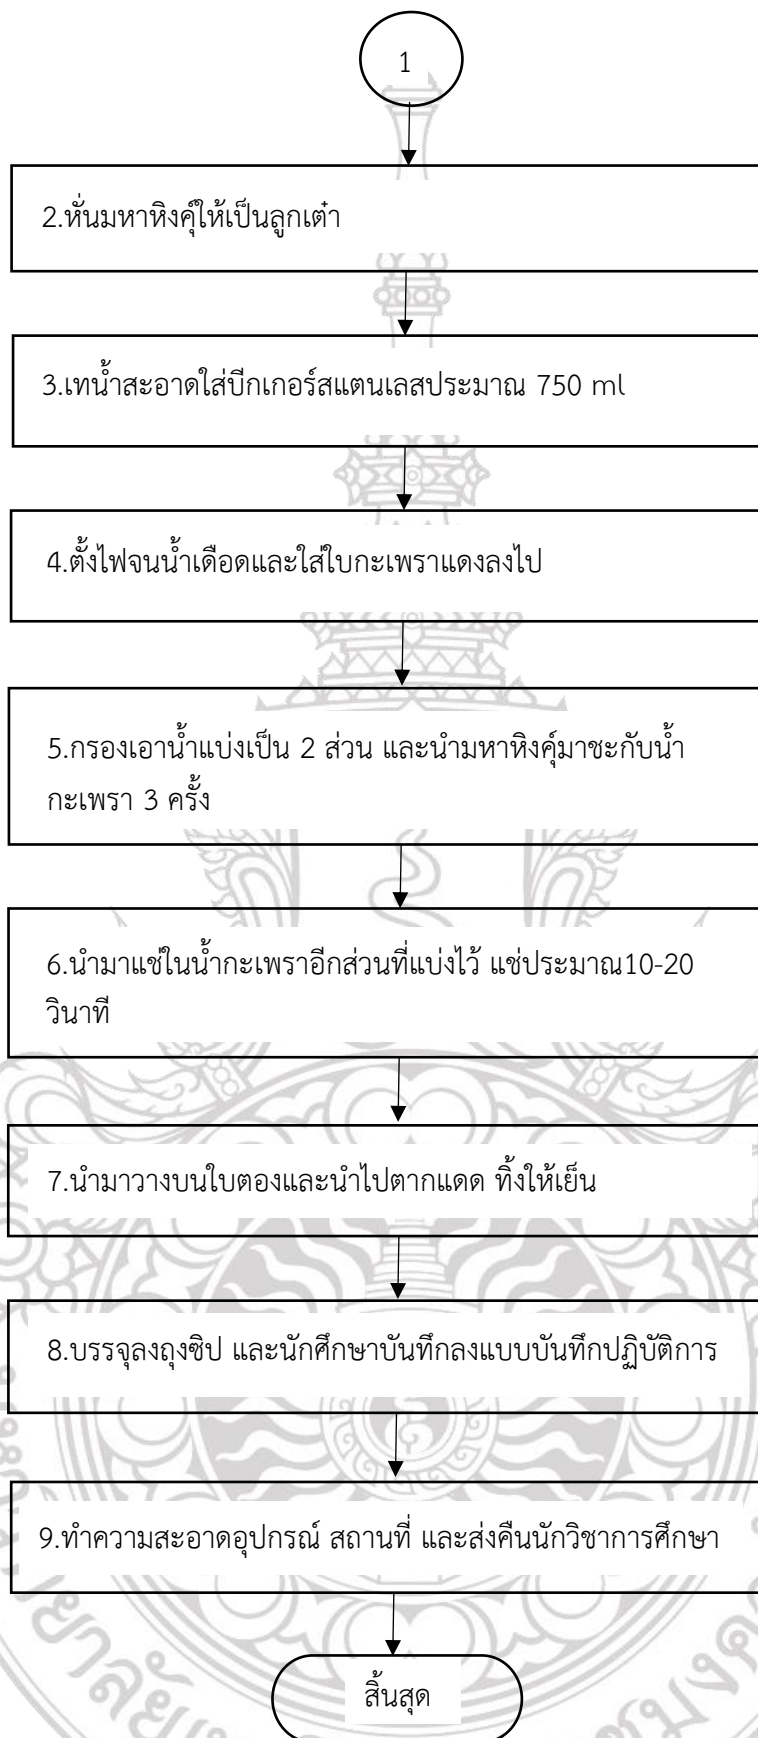 1
2.หั่นมหาหิงคุ์ให้เป็นลูกเต๋า
3.เทน้ำสะอาดใส่บีกเกอร์สแตนเลสประมาณ 750 ml
4.ตั้งไฟจนน้ำเดือดและใส่ใบกะเพราแดงลงไป
5.กรองเอาน้ำแบ่งเป็น 2 ส่วน และนำมหาหิงคุ์มาชะกับน้ำ
กะเพรา 3 ครั้ง
6.นำมาแช่ในน้ำกะเพราอีกส่วนที่แบ่งไว้ แช่ประมาณ10-20
วินาที
7.นำมาวางบนใบตองและนำไปตากแดด ทิ้งให้เย็น
8.บรรจุลงถุงซิป และนักศึกษาบันทึกลงแบบบันทึกปฏิบัติการ
9.ทำความสะอาดอุปกรณ์ สถานที่ และส่งคืนนักวิชาการศึกษา
สิ้นสุด